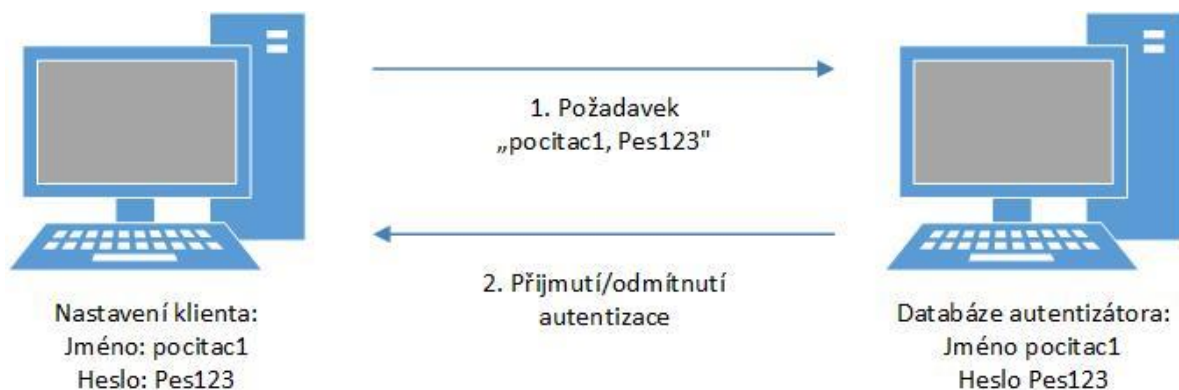 1. Požadavek
„pocitac1, Pes123"
2. Přijmutí/odmítnutí
autentizace
Nastavení klienta:
Jméno: pocitac1
Heslo: Pes123
Databáze autentizátora:
Jméno pocitac1
Heslo Pes123